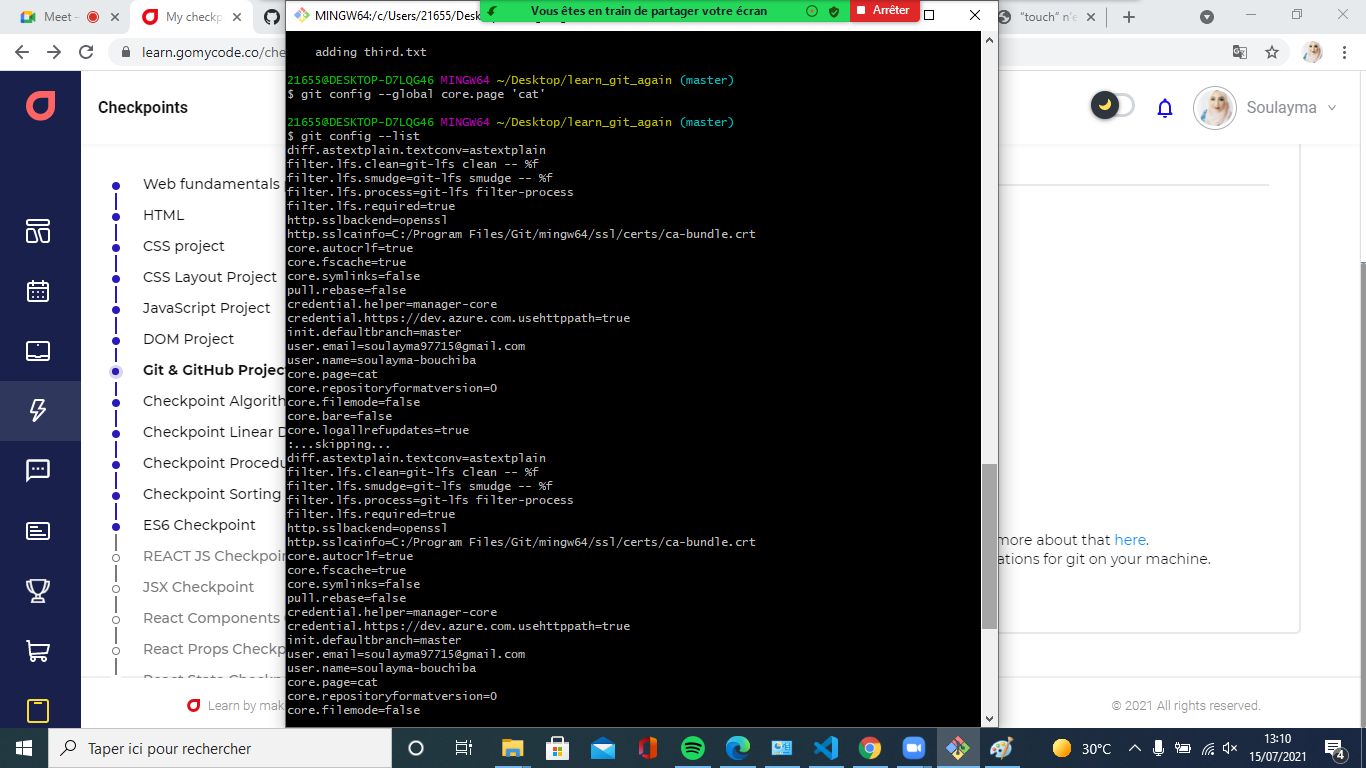 Meet -
My checkp
MINGW64:/c/Users/21655/Desk
Vous êtes en train de partager votre écran
Arrêter
"touch" n'e
learn.gomycode.co/che
Checkpoints
Soulayma
Web fundamentals
HTML
CSS project
CSS Layout Project
JavaScript Project
DOM Project
Git & GitHub Project
Checkpoint Algorith
Checkpoint Linear D
Checkpoint Procedu
Checkpoint Sorting
ES6 Checkpoint
REACT JS Checkpoin
JSX Checkpoint
React Components
React Props Checkp
React State Checkp
Learn by mak
adding third.txt
21655@DESKTOP-D7LQG46 MINGW64 ~/Desktop/learn_git_again (master)
$ git config --global core.page 'cat'
21655@DESKTOP-D7LQG46 MINGW64 ~/Desktop/learn_git_again (master)
$ git config --list
diff.astextplain.textconv=astextplain
filter.lfs.clean=git-lfs clean -- %f
filter.lfs.smudge=git-lfs smudge -- %f
filter.lfs.process=git-lfs filter-process
filter.lfs.required=true
http.sslbackend=openssl
http.sslcainfo=C:/Program Files/Git/mingw64/ssl/certs/ca-bundle.crt
core.autocrlf=true
core.fscache=true
core.symlinks=false
pull.rebase=false
credential.helper=manager-core
credential.https://dev.azure.com.usehttppath=true
init.defaultbranch=master
user.email=soulayma97715@gmail.com
user.name=soulayma-bouchiba
core.page=cat
core.repositoryformatversion=0
core.filemode=false
core.bare=false
core.logallrefupdates=true
:...skipping...
diff.astextplain.textconv=astextplain
filter.lfs.clean=git-lfs clean -- %f
filter.lfs.smudge=git-lfs smudge -- %f
filter.lfs.process=git-lfs filter-process
filter.lfs.required=true
http.sslbackend=openssl
http.sslcainfo=C:/Program Files/Git/mingw64/ssl/certs/ca-bundle.crt
core.autocrlf=true
core.fscache=true
core.symlinks=false
pull.rebase=false
credential.helper=manager-core
credential.https://dev.azure.com.usehttppath=true
init.defaultbranch=master
user.email=soulayma97715@gmail.com
user.name=soulayma-bouchiba
core.page=cat
core.repositoryformatversion=0
core.filemode=false
more about that here.
ations for git on your machine.
© 2021 All rights reserved.
Taper ici pour rechercher
30°C
13:10
15/07/2021
4